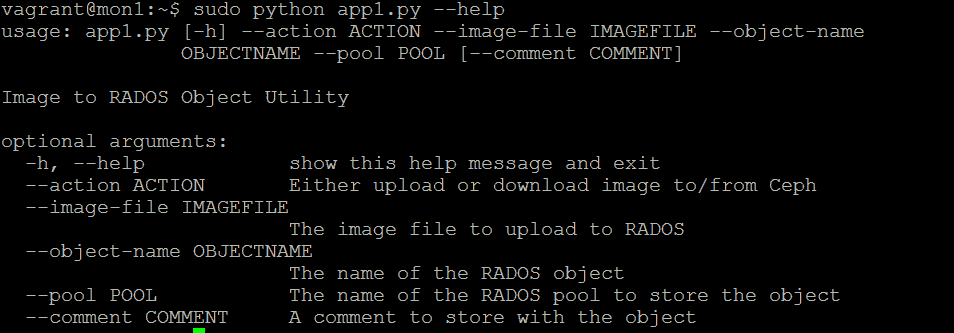 vagrant@mon1:~$ sudo python app1.py --help
usage: app1.py [-h] --action ACTION --image-file IMAGEFILE --object-name
OBJECTNAME --pool POOL [--comment COMMENT]
Image to RADOS Object Utility
optional arguments:
-h, --help show this help message and exit
--action ACTION Either upload or download image to/from Ceph
--image-file IMAGEFILE
The image file to upload to RADOS
--object-name OBJECTNAME
The name of the RADOS object
--pool POOL The name of the RADOS pool to store the object
--comment COMMENT A comment to store with the object